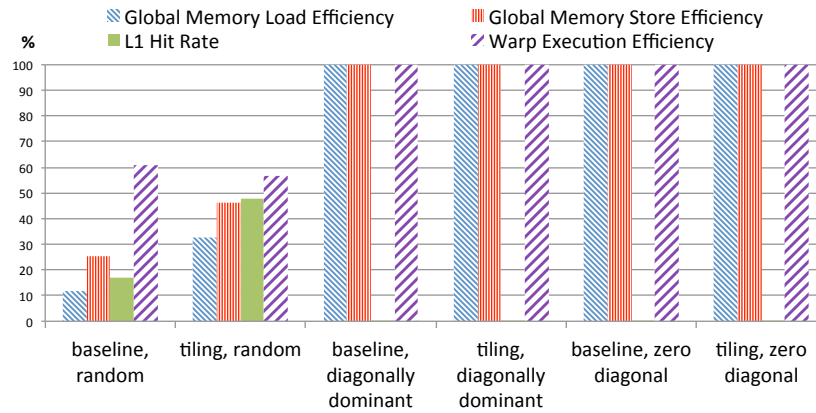 Global Memory Load Efficiency
Global Memory Store Efficiency
L1 Hit Rate
Warp Execution Efficiency
%
100
90
80
70
60
50
40
30
20
10
0
baseline, random
tiling, random
baseline, diagonally dominant
tiling, diagonally dominant
baseline, zero diagonal
tiling, zero diagonal